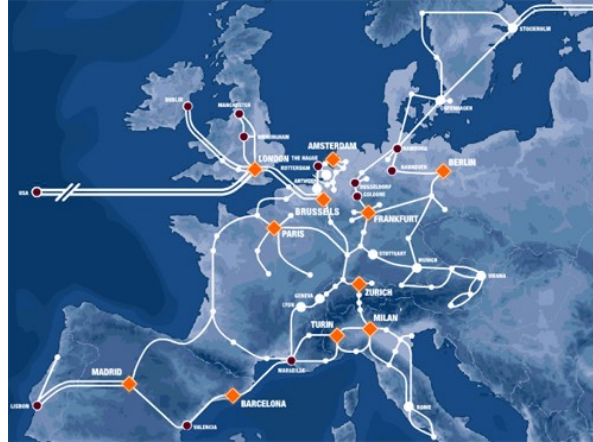 STOCKHOLM
COPENHAGEN
DUBLIN
MANCHESTER
BIRMINGHAM
HAMBURG
HANNOVER
BERLIN
AMSTERDAM
THE HAGUE
ROTTERDAM
LONDON
ANTWERP
DUSSELDORF
COLOGNE
USA
BRUSSELS
FRANKFURT
PARIS
STUTTGART
MUNICH
VIENNA
GENEVA
ZURICH
LYON
TURIN
MILAN
MARSEILLE
MADRID
BARCELONA
LISBON
ROME
VALENCIA